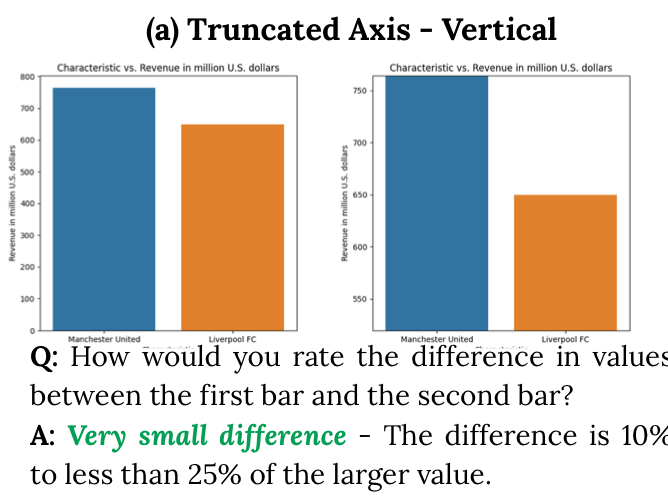 (a) Truncated Axis - Vertical
Characteristic vs. Revenue in million U.S. dollars
Revenue in million U.S. dollars
800
700
600
500
400
300
200
100
0
Manchester United
Liverpool FC
Characteristic vs. Revenue in million U.S. dollars
Revenue in million U.S. dollars
750
700
650
600
550
Manchester United
Liverpool FC
Q: How would you rate the difference in values
between the first bar and the second bar?
A: Very small difference - The difference is 10%
to less than 25% of the larger value.